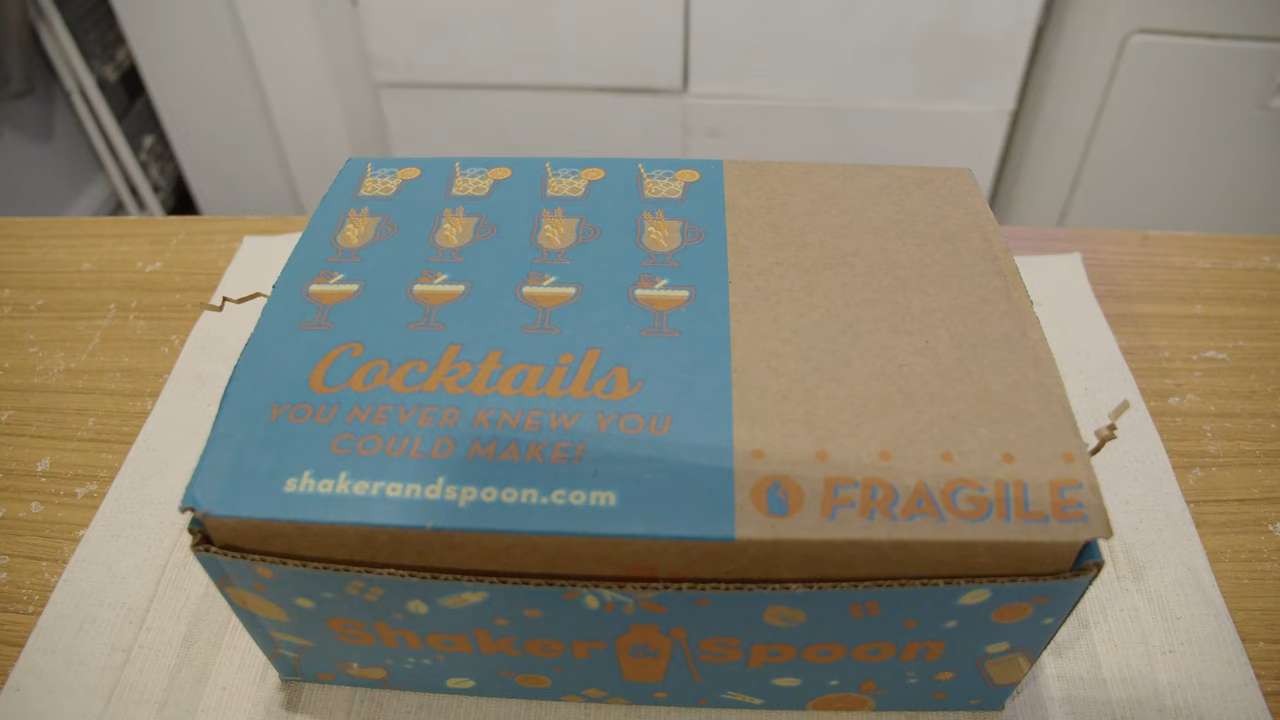 Cocktails
YOU NEVER KNEW YOU
COULD MAKE!
shakerandspoon.com
FRAGILE
Shaker & Spoon